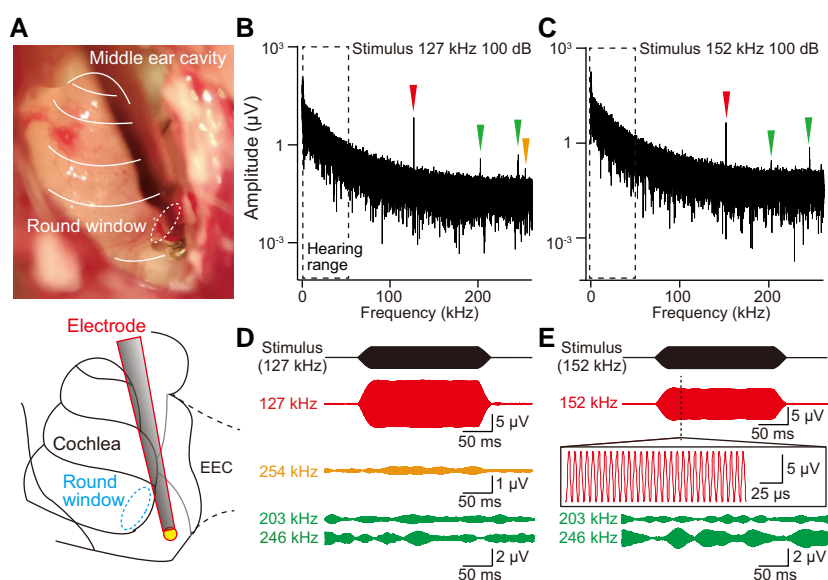 A
Middle ear cavity
Round window
Electrode
Cochlea
Round
window
EEC
B
Stimulus 127 kHz 100 dB
Amplitude (μV)
10³
1
10⁻³
Hearing
range
0
200
Frequency (kHz)
C
Stimulus 152 kHz 100 dB
10³
1
10⁻³
0
200
Frequency (kHz)
D
Stimulus
(127 kHz)
127 kHz
5 μV
50 ms
254 kHz
1 μV
50 ms
203 kHz
246 kHz
2 μV
50 ms
E
Stimulus
(152 kHz)
152 kHz
5 μV
50 ms
5 μV
25 μs
203 kHz
246 kHz
2 μV
50 ms